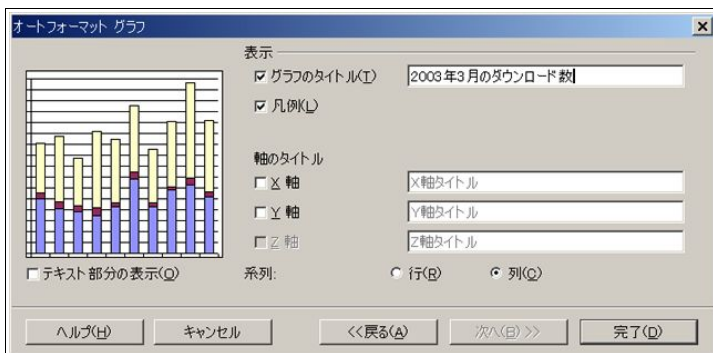 オートフォーマット グラフ
表示
グラフのタイトル(T)
2003年3月のダウンロード数
凡例(L)
軸のタイトル
X 軸
X軸タイトル
Y 軸
Y軸タイトル
Z 軸
Z軸タイトル
テキスト部分の表示(O)
系列:
行(R)
列(C)
ヘルプ(H)
キャンセル
<<戻る(A)
次へ(B) >>
完了(D)